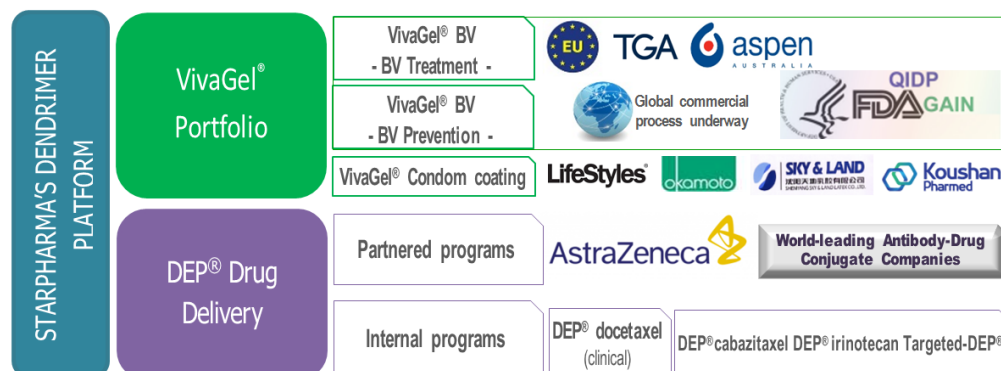 STARPHARMA'S DENDRIMER
PLATFORM
VivaGel® 
Portfolio
VivaGel® BV
- BV Treatment -
VivaGel® BV
- BV Prevention -
EU
TGA
aspen
AUSTRALIA
Global commercial
process underway
QIDP
FDA GAIN
VivaGel® Condom coating
LifeStyles®
okamoto
SKY & LAND
Koushan
Pharmed
DEP® Drug
Delivery
Partnered programs
AstraZeneca
World-leading Antibody-Drug
Conjugate Companies
Internal programs
DEP® docetaxel
(clinical)
DEP®cabazitaxel DEP®irinotecan Targeted-DEP®